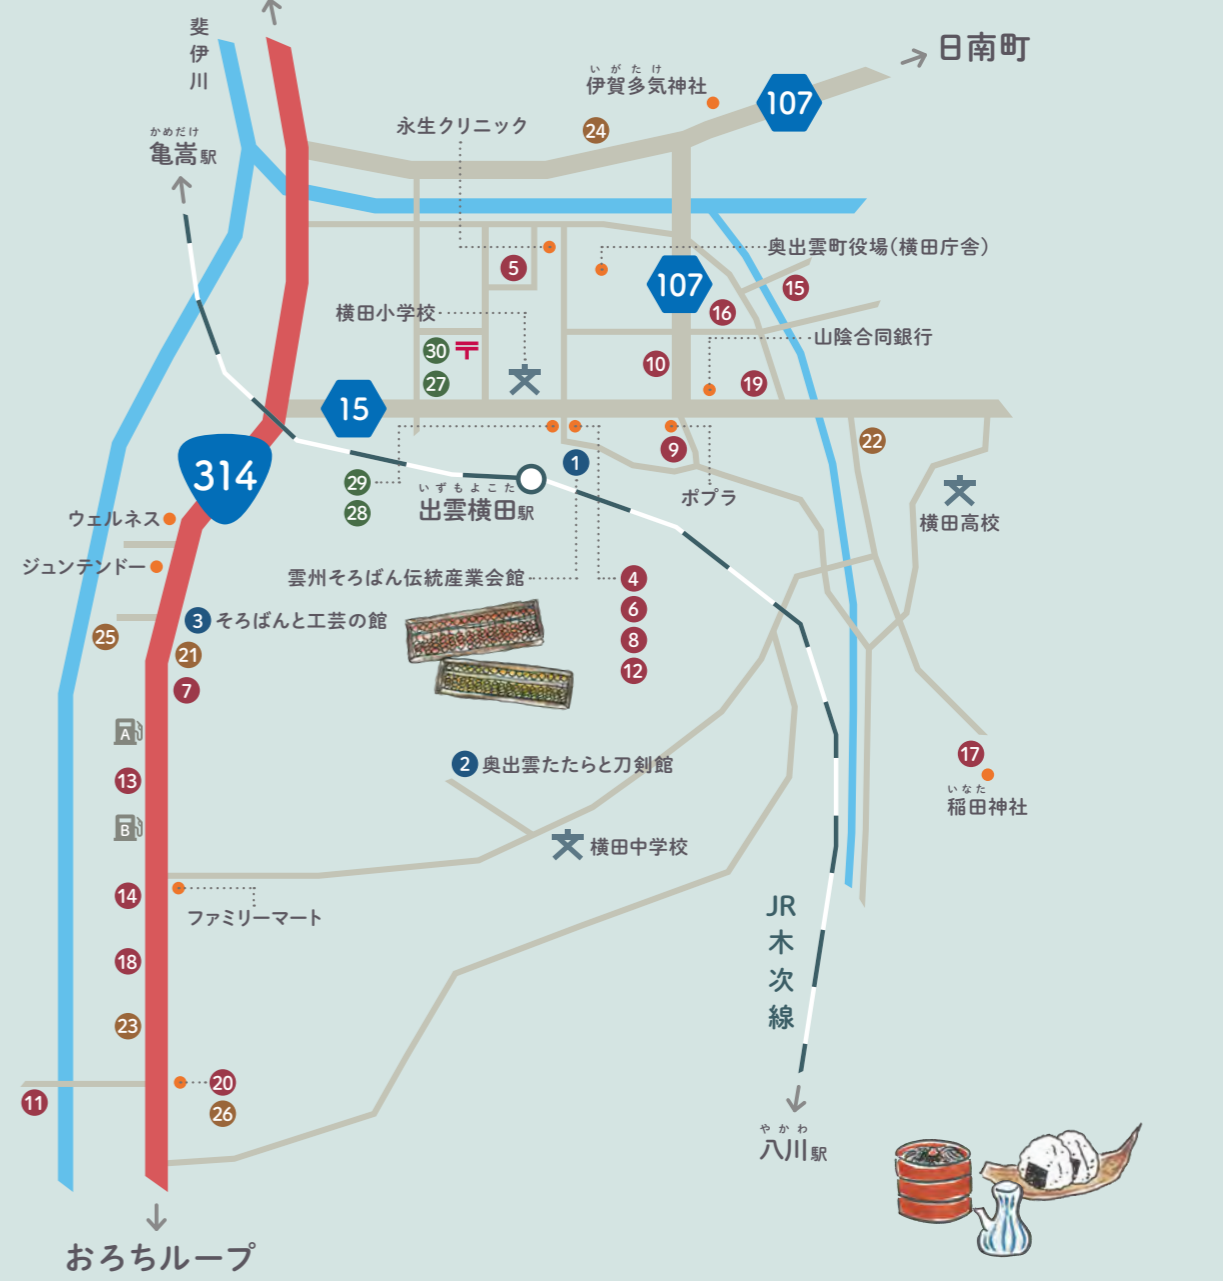 斐伊川
日南町
いがたけ
伊賀多気神社
107
永生クリニック
24
かめだけ
亀嵩駅
奥出雲町役場(横田庁舎)
5
107
15
16
横田小学校
山陰合同銀行
30
10
27
19
15
22
9
1
314
29
いずもよこた
出雲横田駅
28
ポプラ
横田高校
ウェルネス
ジュンテンドー
雲州そろばん伝統産業会館
4
6
8
12
3 そろばんと工芸の館
25
21
7
A
13
B
2 奥出雲たたらと刀剣館
17
いなた
稲田神社
横田中学校
14
ファミリーマート
JR木次線
18
23
20
26
11
やかわ
八川駅
おろちループ